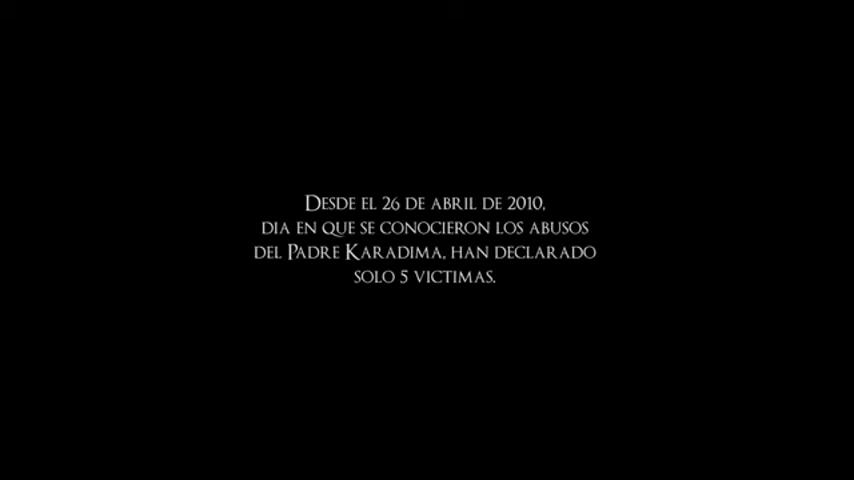 Desde el 26 de abril de 2010,
dia en que se conocieron los abusos
del Padre Karadima, han declarado
solo 5 victimas.